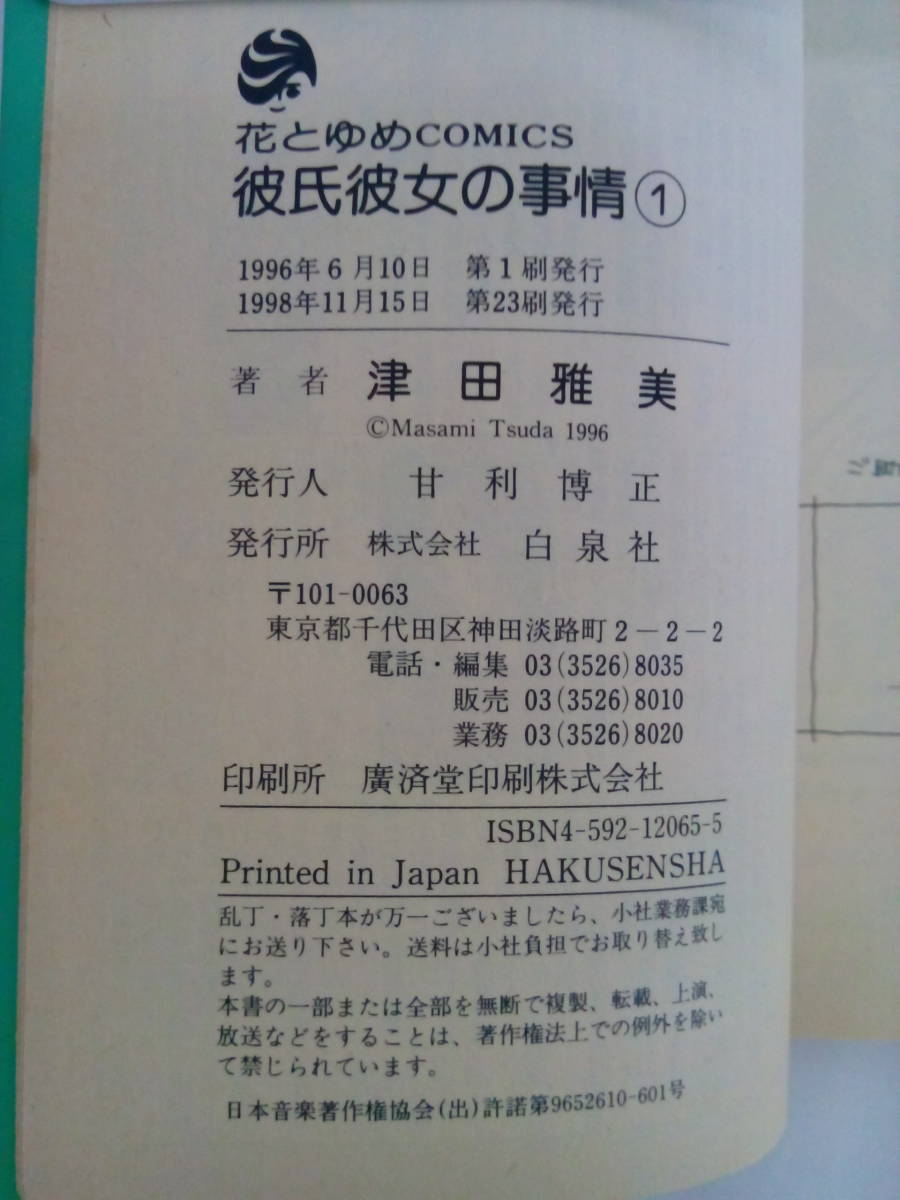 花とゆめCOMICS
彼氏彼女の事情①
1996年6月10日 第1刷発行
1998年11月15日 第23刷発行
著者 津田雅美
©Masami Tsuda 1996
発行人 甘利博正
発行所 株式会社 白泉社
〒101-0063
東京都千代田区神田淡路町2-2-2
電話・編集 03(3526)8035
販売 03(3526)8010
業務 03(3526)8020
印刷所 廣済堂印刷株式会社
ISBN4-592-12065-5
Printed in Japan HAKUSENSHA
乱丁・落丁本が万一ございましたら、小社業務課宛
にお送り下さい。送料は小社負担でお取り替え致し
ます。
本書の一部または全部を無断で複製、転載、上演、
放送などをすることは、著作権法上での例外を除い
て禁じられています。
日本音楽著作権協会(出)許諾第9652610-601号